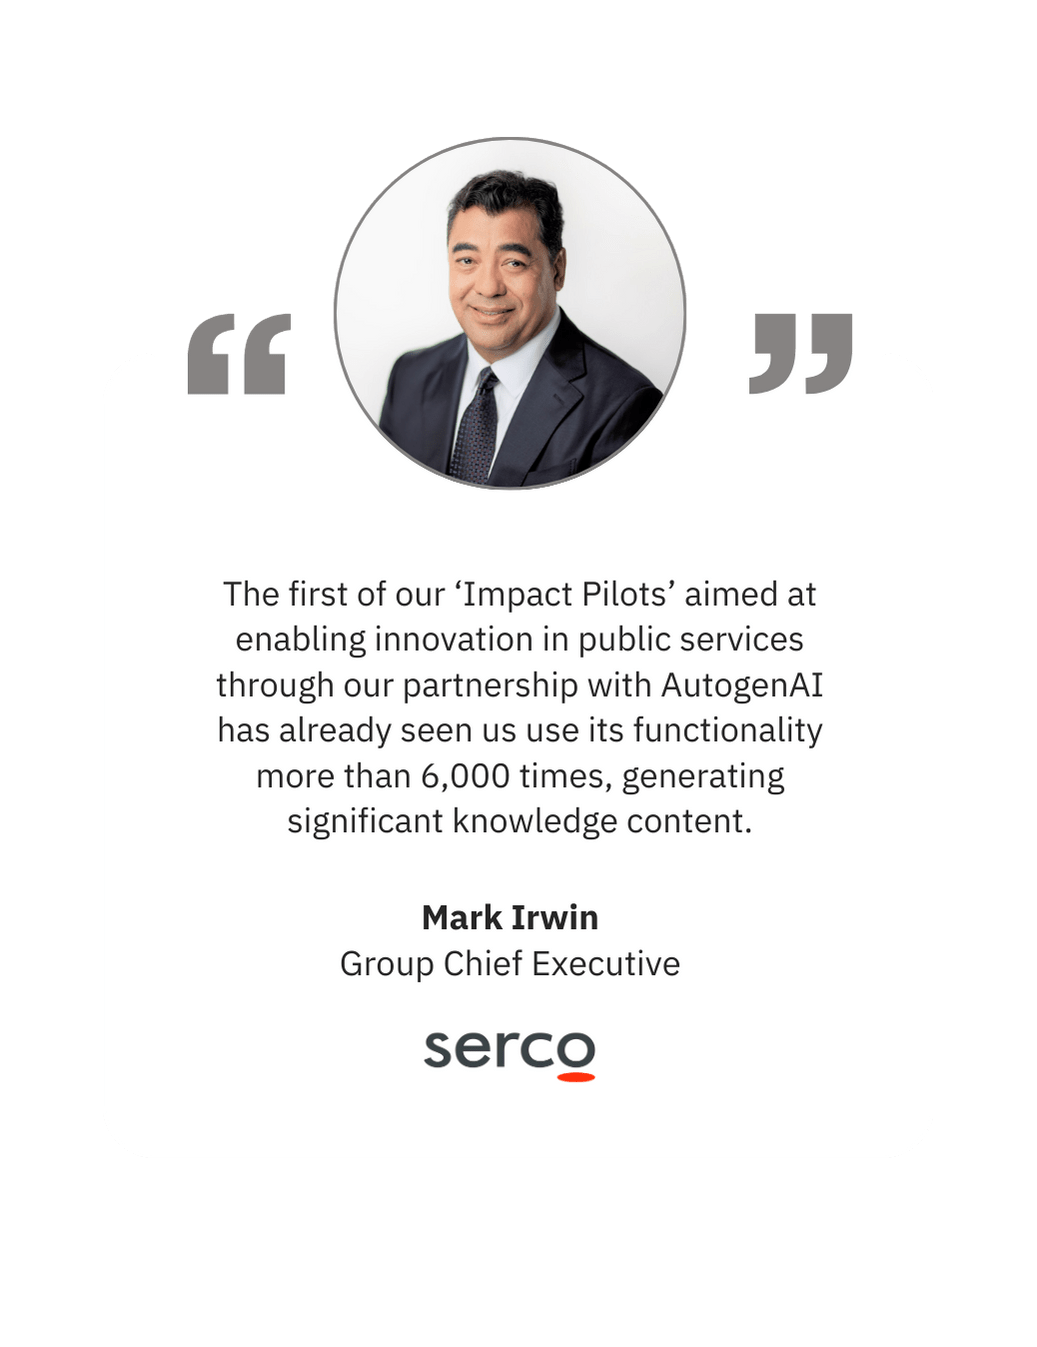 “ ”
The first of our ‘Impact Pilots’ aimed at
enabling innovation in public services
through our partnership with AutogenAI
has already seen us use its functionality
more than 6,000 times, generating
significant knowledge content.
Mark Irwin
Group Chief Executive
serco